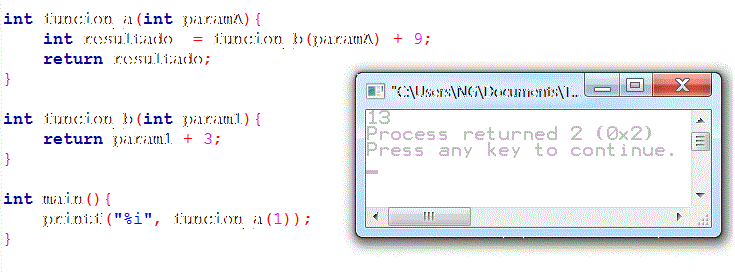 int funcion_a(int paramA){
    int resultado = funcion_b(paramA) + 9;
    return resultado;
}
int funcion_b(int param1){
    return param1 + 3;
}
int main(){
    printf("%i", funcion_a(1));
}
"C:\Users\NG\Documents\1...
13
Process returned 2 (0x2)
Press any key to continue.